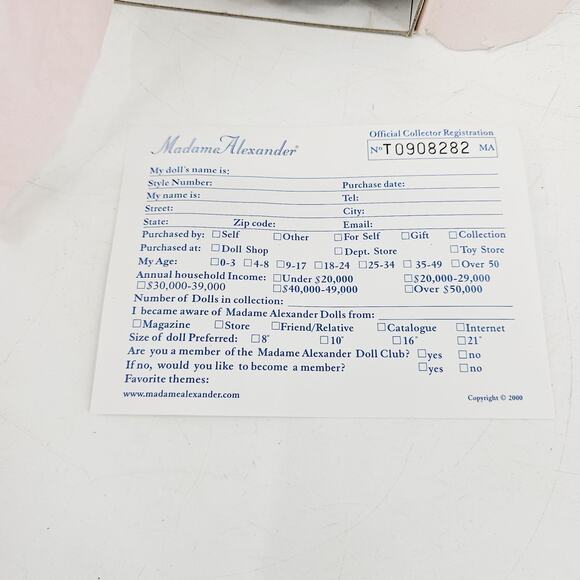 Madame Alexander®
Official Collector Registration
Nº T0908282 MA
My doll's name is:
Style Number: Purchase date:
My name is: Tel:
Street: City:
State: Zip code: Email:
Purchased by: □Self □Other □For Self □Gift □Collection
Purchased at: □Doll Shop □Dept. Store □Toy Store
My Age: □0-3 □4-8 □9-17 □18-24 □25-34 □35-49 □Over 50
Annual household Income: □Under $20,000 □$20,000-29,000
□$30,000-39,000 □$40,000-49,000 □Over $50,000
Number of Dolls in collection:
I became aware of Madame Alexander Dolls from:
□Magazine □Store □Friend/Relative □Catalogue □Internet
Size of doll Preferred: □8" □10" □16" □21"
Are you a member of the Madame Alexander Doll Club? □yes □no
If no, would you like to become a member? □yes □no
Favorite themes:
www.madamealexander.com Copyright © 2000